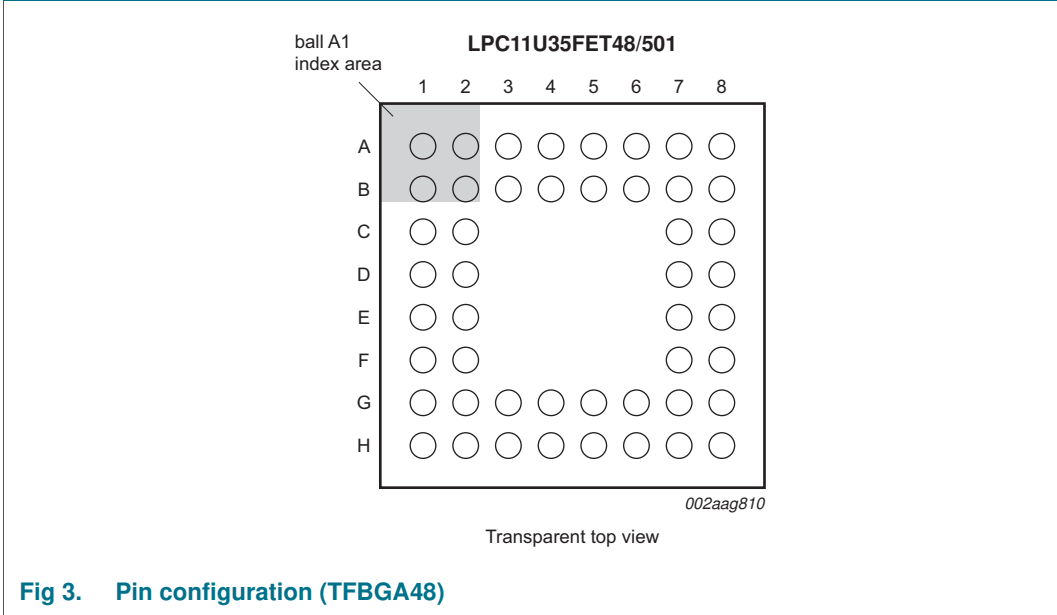 ball A1
index area
LPC11U35FET48/501
1 2 3 4 5 6 7 8
A
B
C
D
E
F
G
H
002aag810
Transparent top view
Fig 3. Pin configuration (TFBGA48)